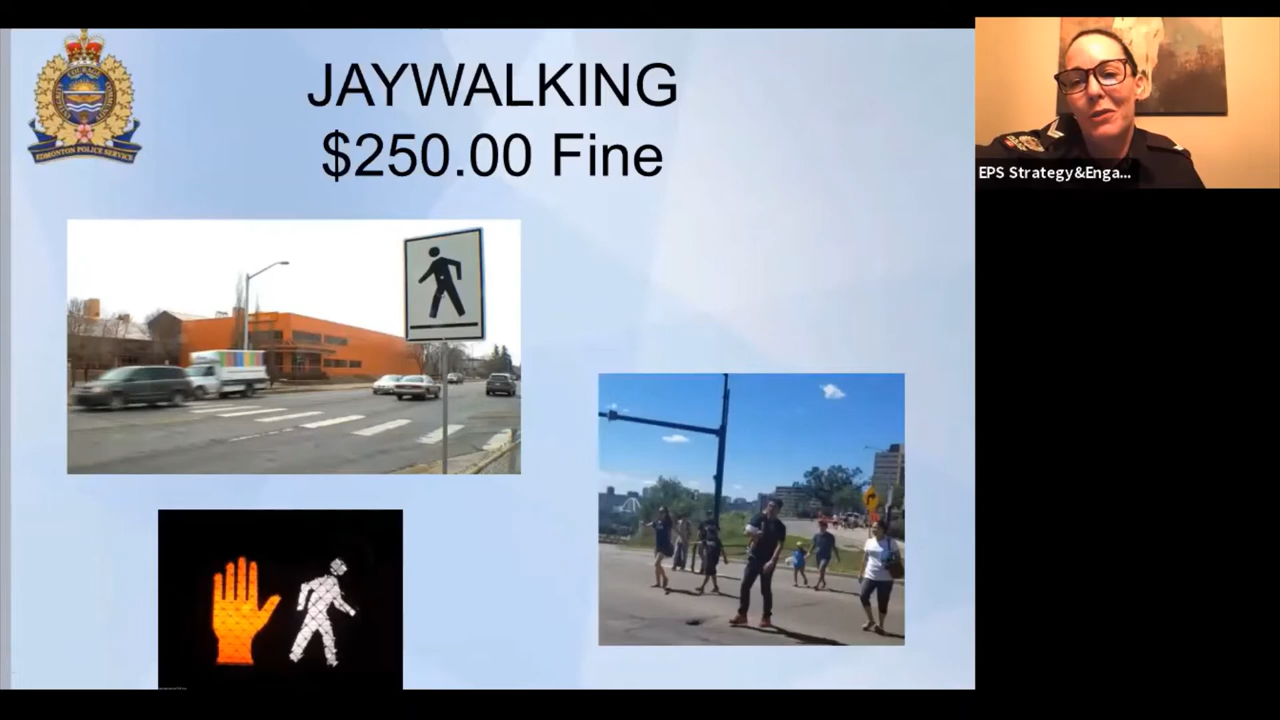 JAYWALKING
$250.00 Fine
EDMONTON POLICE SERVICE
EPS Strategy&Enga...